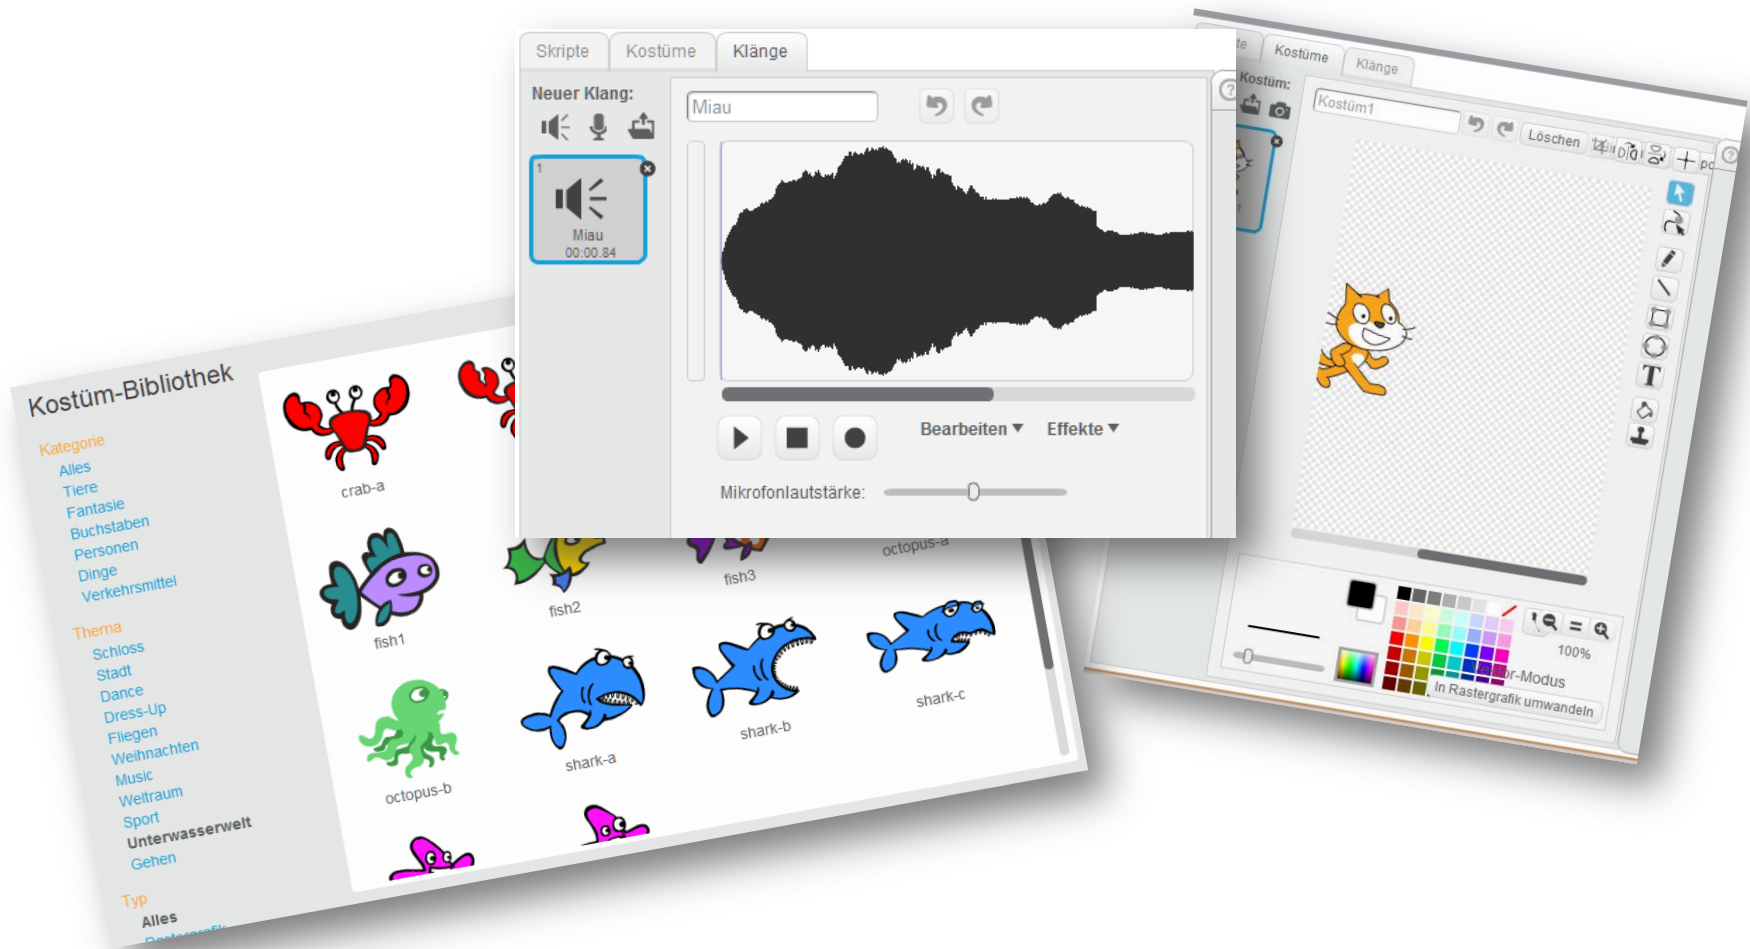 Skripte
Kostüme
Klänge
Neuer Klang:
Miau
1
Miau
00:00.84
Bearbeiten
Effekte
Mikrofonlautstärke:
Kostüme
Klänge
Kostüm:
Kostüm1
Löschen
100%
In Rastergrafik umwandeln
Kostüm-Bibliothek
Kategorie
Alles
Tiere
Fantasie
Buchstaben
Personen
Dinge
Verkehrsmittel
Thema
Schloss
Stadt
Dance
Dress-Up
Fliegen
Weihnachten
Music
Weltraum
Sport
Unterwasserwelt
Gehen
Typ
Alles
crab-a
fish1
fish2
fish3
octopus-a
octopus-b
shark-a
shark-b
shark-c